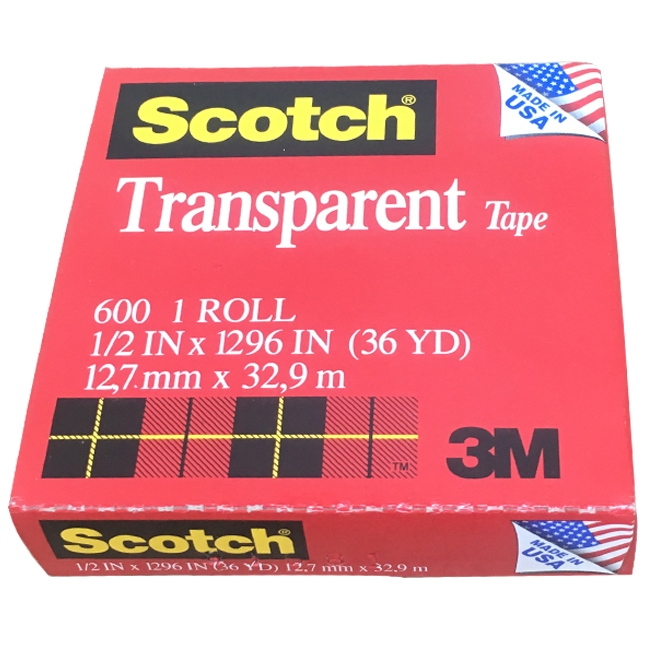 Scotch®
MADE IN
USA
Transparent Tape
600 1 ROLL
1/2 IN x 1296 IN (36 YD)
12,7 mm x 32,9 m
TM
3M
Scotch®
MADE IN
USA
1/2 IN x 1296 IN (36 YD) 12,7 mm x 32,9 m